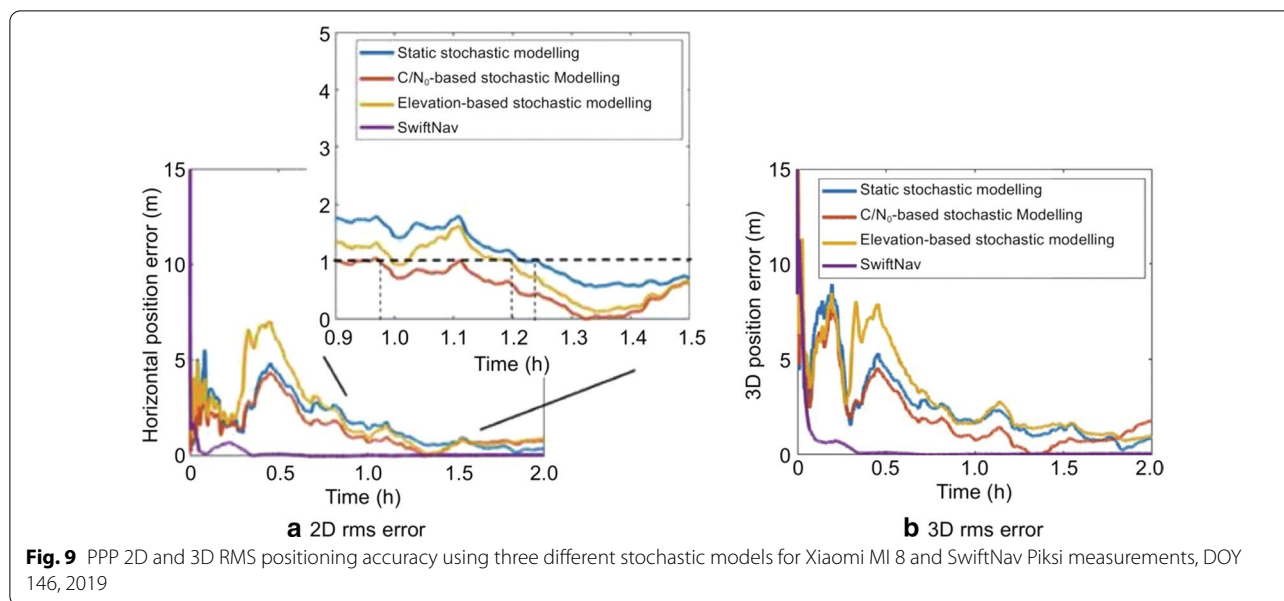 5
4
3
2
1
0
0.9 1.0 1.1 1.2 1.3 1.4 1.5
Time (h)
Static stochastic modelling
C/N₀-based stochastic Modelling
Elevation-based stochastic modelling
SwiftNav
Horizontal position error (m)
15
10
5
0
0 0.5 1.0 1.5 2.0
Time (h)
a 2D rms error
3D position error (m)
15
10
5
0
0 0.5 1.0 1.5 2.0
Time (h)
Static stochastic modelling
C/N₀-based stochastic Modelling
Elevation-based stochastic modelling
SwiftNav
b 3D rms error
Fig. 9 PPP 2D and 3D RMS positioning accuracy using three different stochastic models for Xiaomi MI 8 and SwiftNav Piksi measurements, DOY
146, 2019